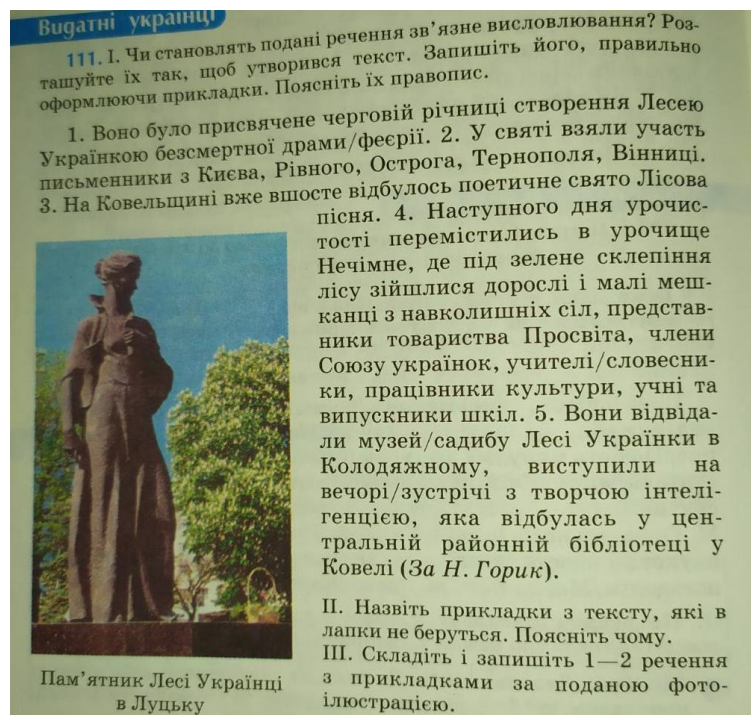 Видатні українці
111. І. Чи становлять подані речення зв’язне висловлювання? Роз-
ташуйте їх так, щоб утворився текст. Запишіть його, правильно
оформлюючи прикладки. Поясніть їх правопис.
1. Воно було присвячене черговій річниці створення Лесею
Українкою безсмертної драми/феєрії. 2. У святі взяли участь
письменники з Києва, Рівного, Острога, Тернополя, Вінниці.
3. На Ковельщині вже вшосте відбулось поетичне свято Лісова
пісня. 4. Наступного дня урочис-
тості перемістились в урочище
Нечімне, де під зелене склепіння
лісу зійшлися дорослі і малі меш-
канці з навколишніх сіл, представ-
ники товариства Просвіта, члени
Союзу українок, учителі/словесни-
ки, працівники культури, учні та
випускники шкіл. 5. Вони відвіда-
ли музей/садибу Лесі Українки в
Колодяжному, виступили на
вечорі/зустрічі з творчою інтелі-
генцією, яка відбулась у цен-
тральній районній бібліотеці у
Ковелі (За Н. Горик).
ІІ. Назвіть прикладки з тексту, які в
лапки не беруться. Поясніть чому.
ІІІ. Складіть і запишіть 1—2 речення
з прикладками за поданою фото-
ілюстрацією.
Пам’ятник Лесі Українці
в Луцьку